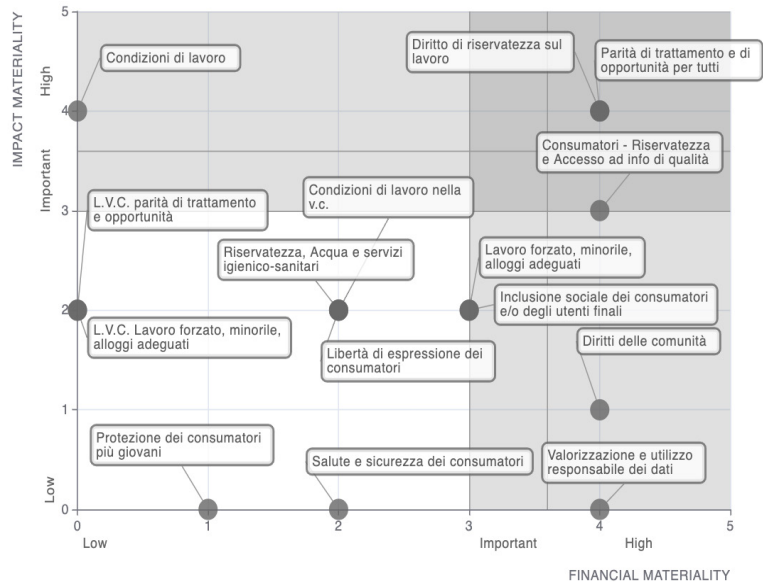 IMPACT MATERIALITY
High
Important
Low
5
4
3
2
1
0
Condizioni di lavoro
Diritto di riservatezza sul
lavoro
Parità di trattamento e di
opportunità per tutti
Consumatori - Riservatezza
e Accesso ad info di qualità
L.V.C. parità di trattamento
e opportunità
Condizioni di lavoro nella
v.c.
Riservatezza, Acqua e servizi
igienico-sanitari
Lavoro forzato, minorile,
alloggi adeguati
Inclusione sociale dei consumatori
e/o degli utenti finali
L.V.C. Lavoro forzato, minorile,
alloggi adeguati
Libertà di espressione dei
consumatori
Diritti delle comunità
Protezione dei consumatori
più giovani
Salute e sicurezza dei consumatori
Valorizzazione e utilizzo
responsabile dei dati
0 1 2 3 4 5
Low Important High
FINANCIAL MATERIALITY